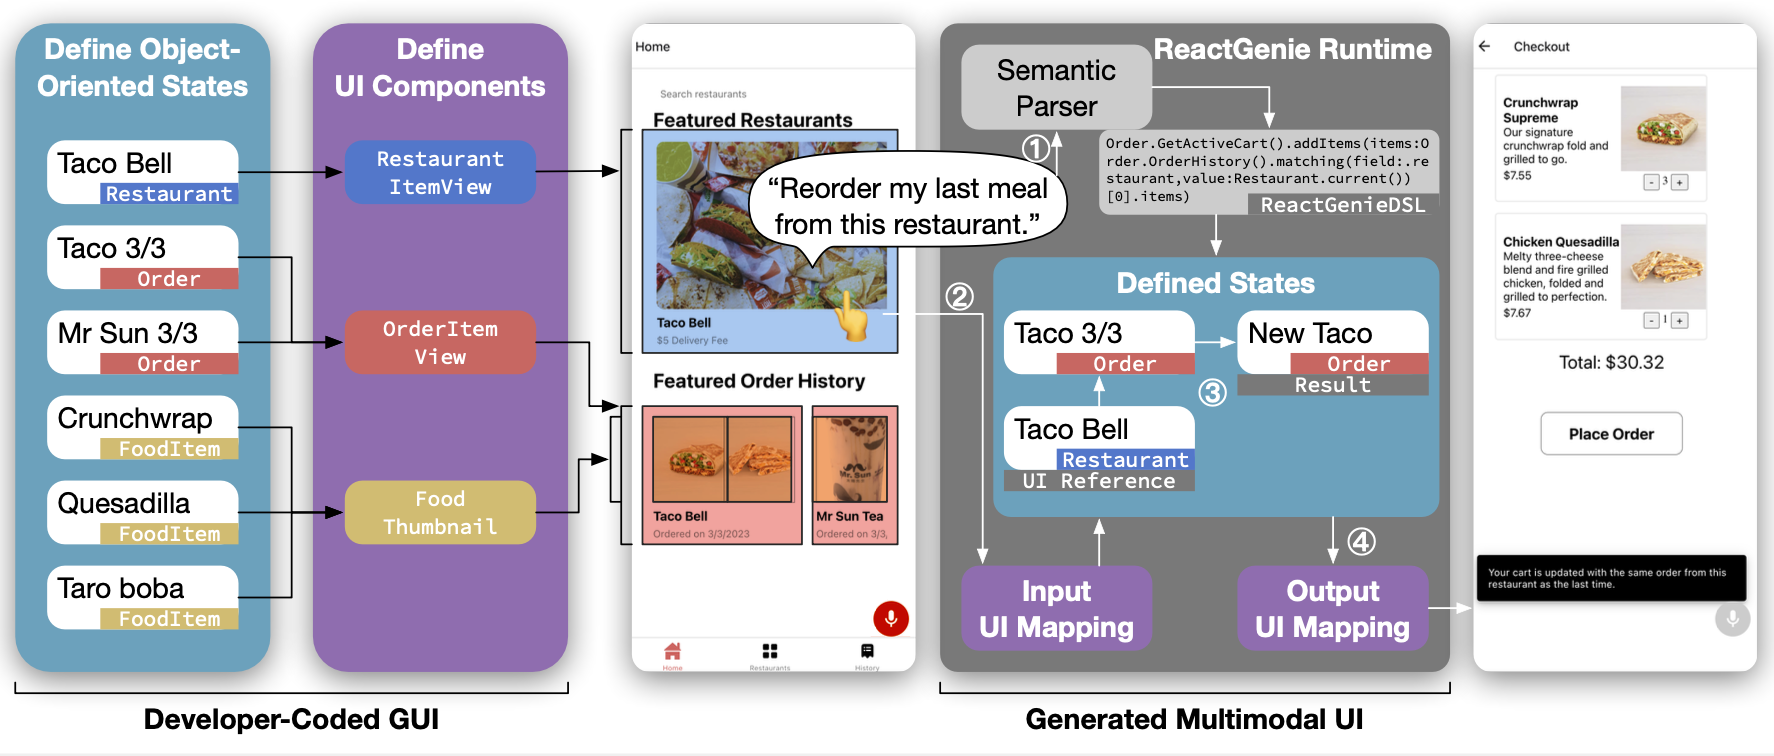 Define Object-
Oriented States
Taco Bell
Restaurant
Taco 3/3
Order
Mr Sun 3/3
Order
Crunchwrap
FoodItem
Quesadilla
FoodItem
Taro boba
FoodItem
Define
UI Components
Restaurant
ItemView
OrderItem
View
Food
Thumbnail
Developer-Coded GUI
Home
Search restaurants
Featured Restaurants
“Reorder my last meal
from this restaurant.”
Taco Bell
$5 Delivery Fee
Featured Order History
Taco Bell
Ordered on 3/3/2023
Mr. Sun
Mr Sun Tea
Ordered on 3/3,
Home
Restaurants
History
ReactGenie Runtime
Semantic
Parser
①
Order.GetActiveCart().addItems(items:O
rder.OrderHistory().matching(field:.re
staurant,value:Restaurant.current())
[0].items)
ReactGenieDSL
②
Defined States
Taco 3/3
Order
New Taco
Order
Result
③
Taco Bell
Restaurant
UI Reference
④
Input
UI Mapping
Output
UI Mapping
Generated Multimodal UI
Checkout
Crunchwrap
Supreme
Our signature
crunchwrap fold and
grilled to go.
$7.55
- 3 +
Chicken Quesadilla
Melty three-cheese
blend and fire grilled
chicken, folded and
grilled to perfection.
$7.67
- 1 +
Total: $30.32
Place Order
Your cart is updated with the same order from this
restaurant as the last time.